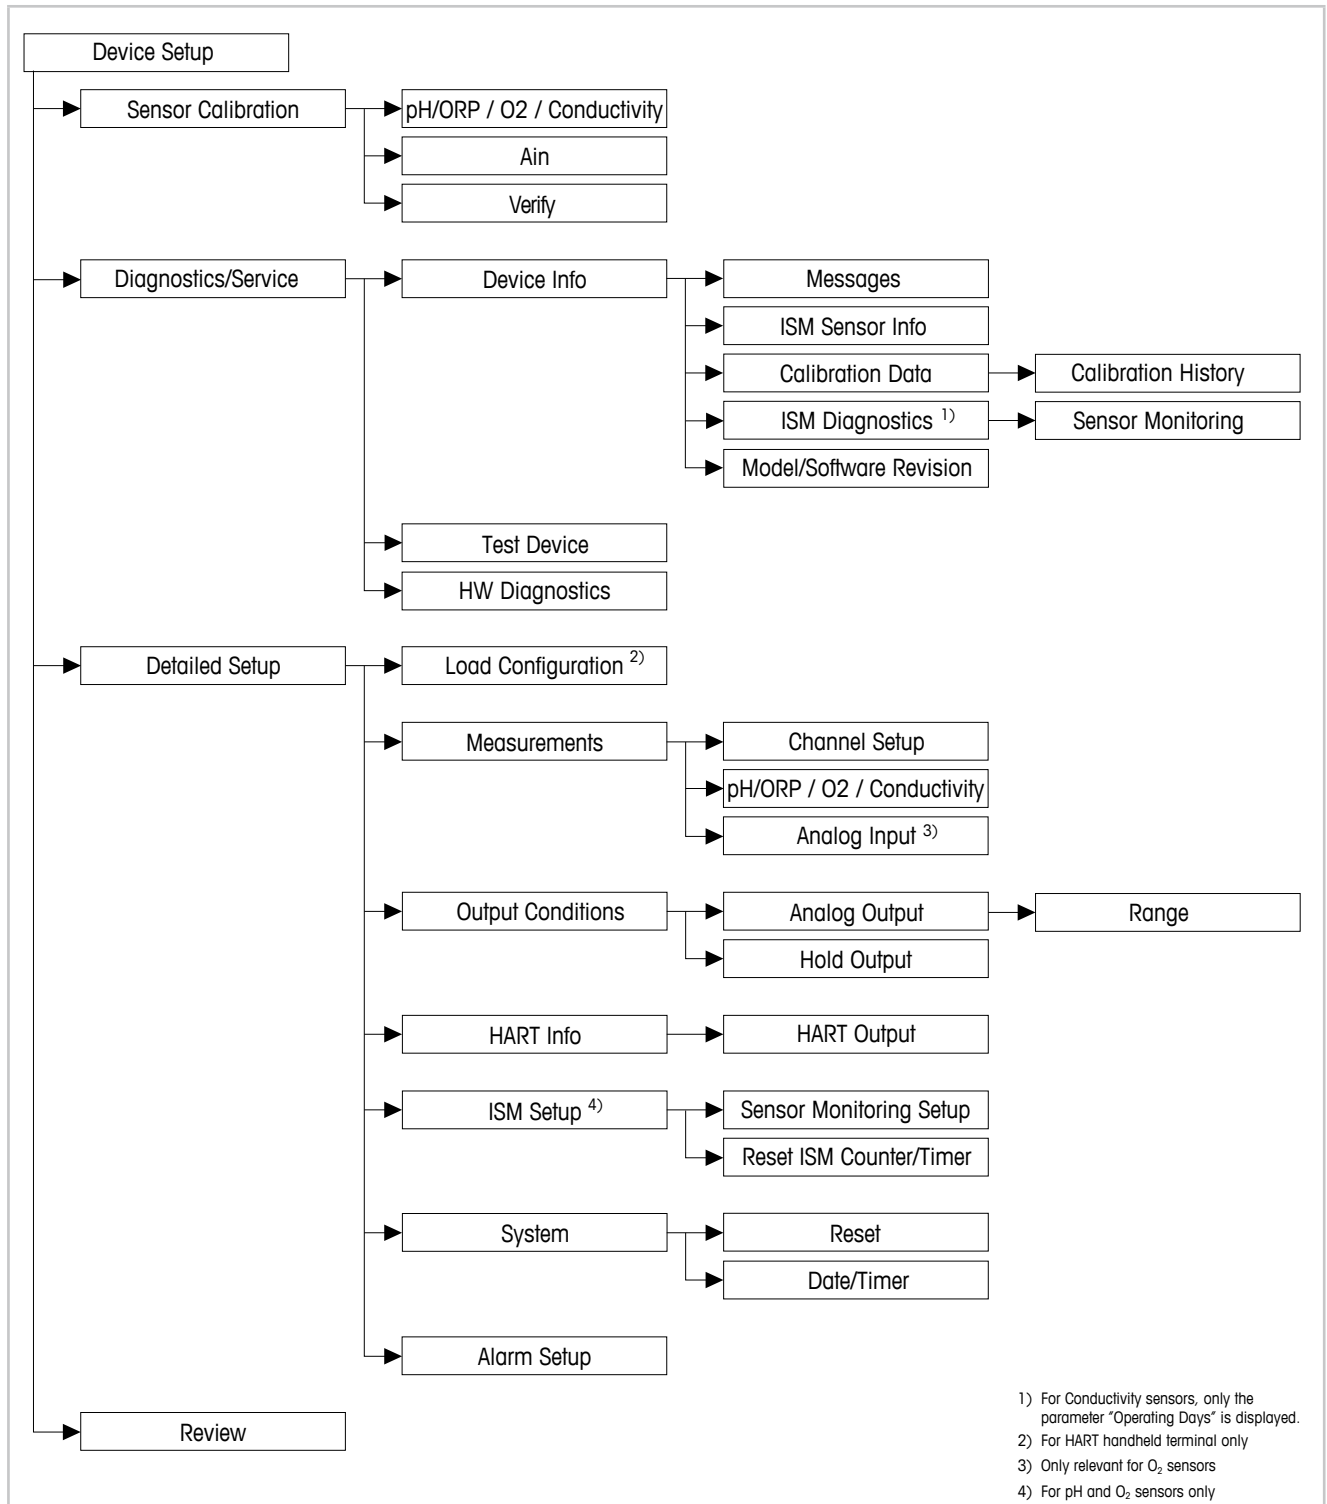 Device Setup
Sensor Calibration
pH/ORP / O2 / Conductivity
Ain
Verify
Diagnostics/Service
Device Info
Messages
ISM Sensor Info
Calibration Data
Calibration History
ISM Diagnostics 1)
Sensor Monitoring
Model/Software Revision
Test Device
HW Diagnostics
Detailed Setup
Load Configuration 2)
Measurements
Channel Setup
pH/ORP / O2 / Conductivity
Analog Input 3)
Output Conditions
Analog Output
Range
Hold Output
HART Info
HART Output
ISM Setup 4)
Sensor Monitoring Setup
Reset ISM Counter/Timer
System
Reset
Date/Timer
Alarm Setup
Review
1) For Conductivity sensors, only the
parameter "Operating Days" is displayed.
2) For HART handheld terminal only
3) Only relevant for O₂ sensors
4) For pH and O₂ sensors only